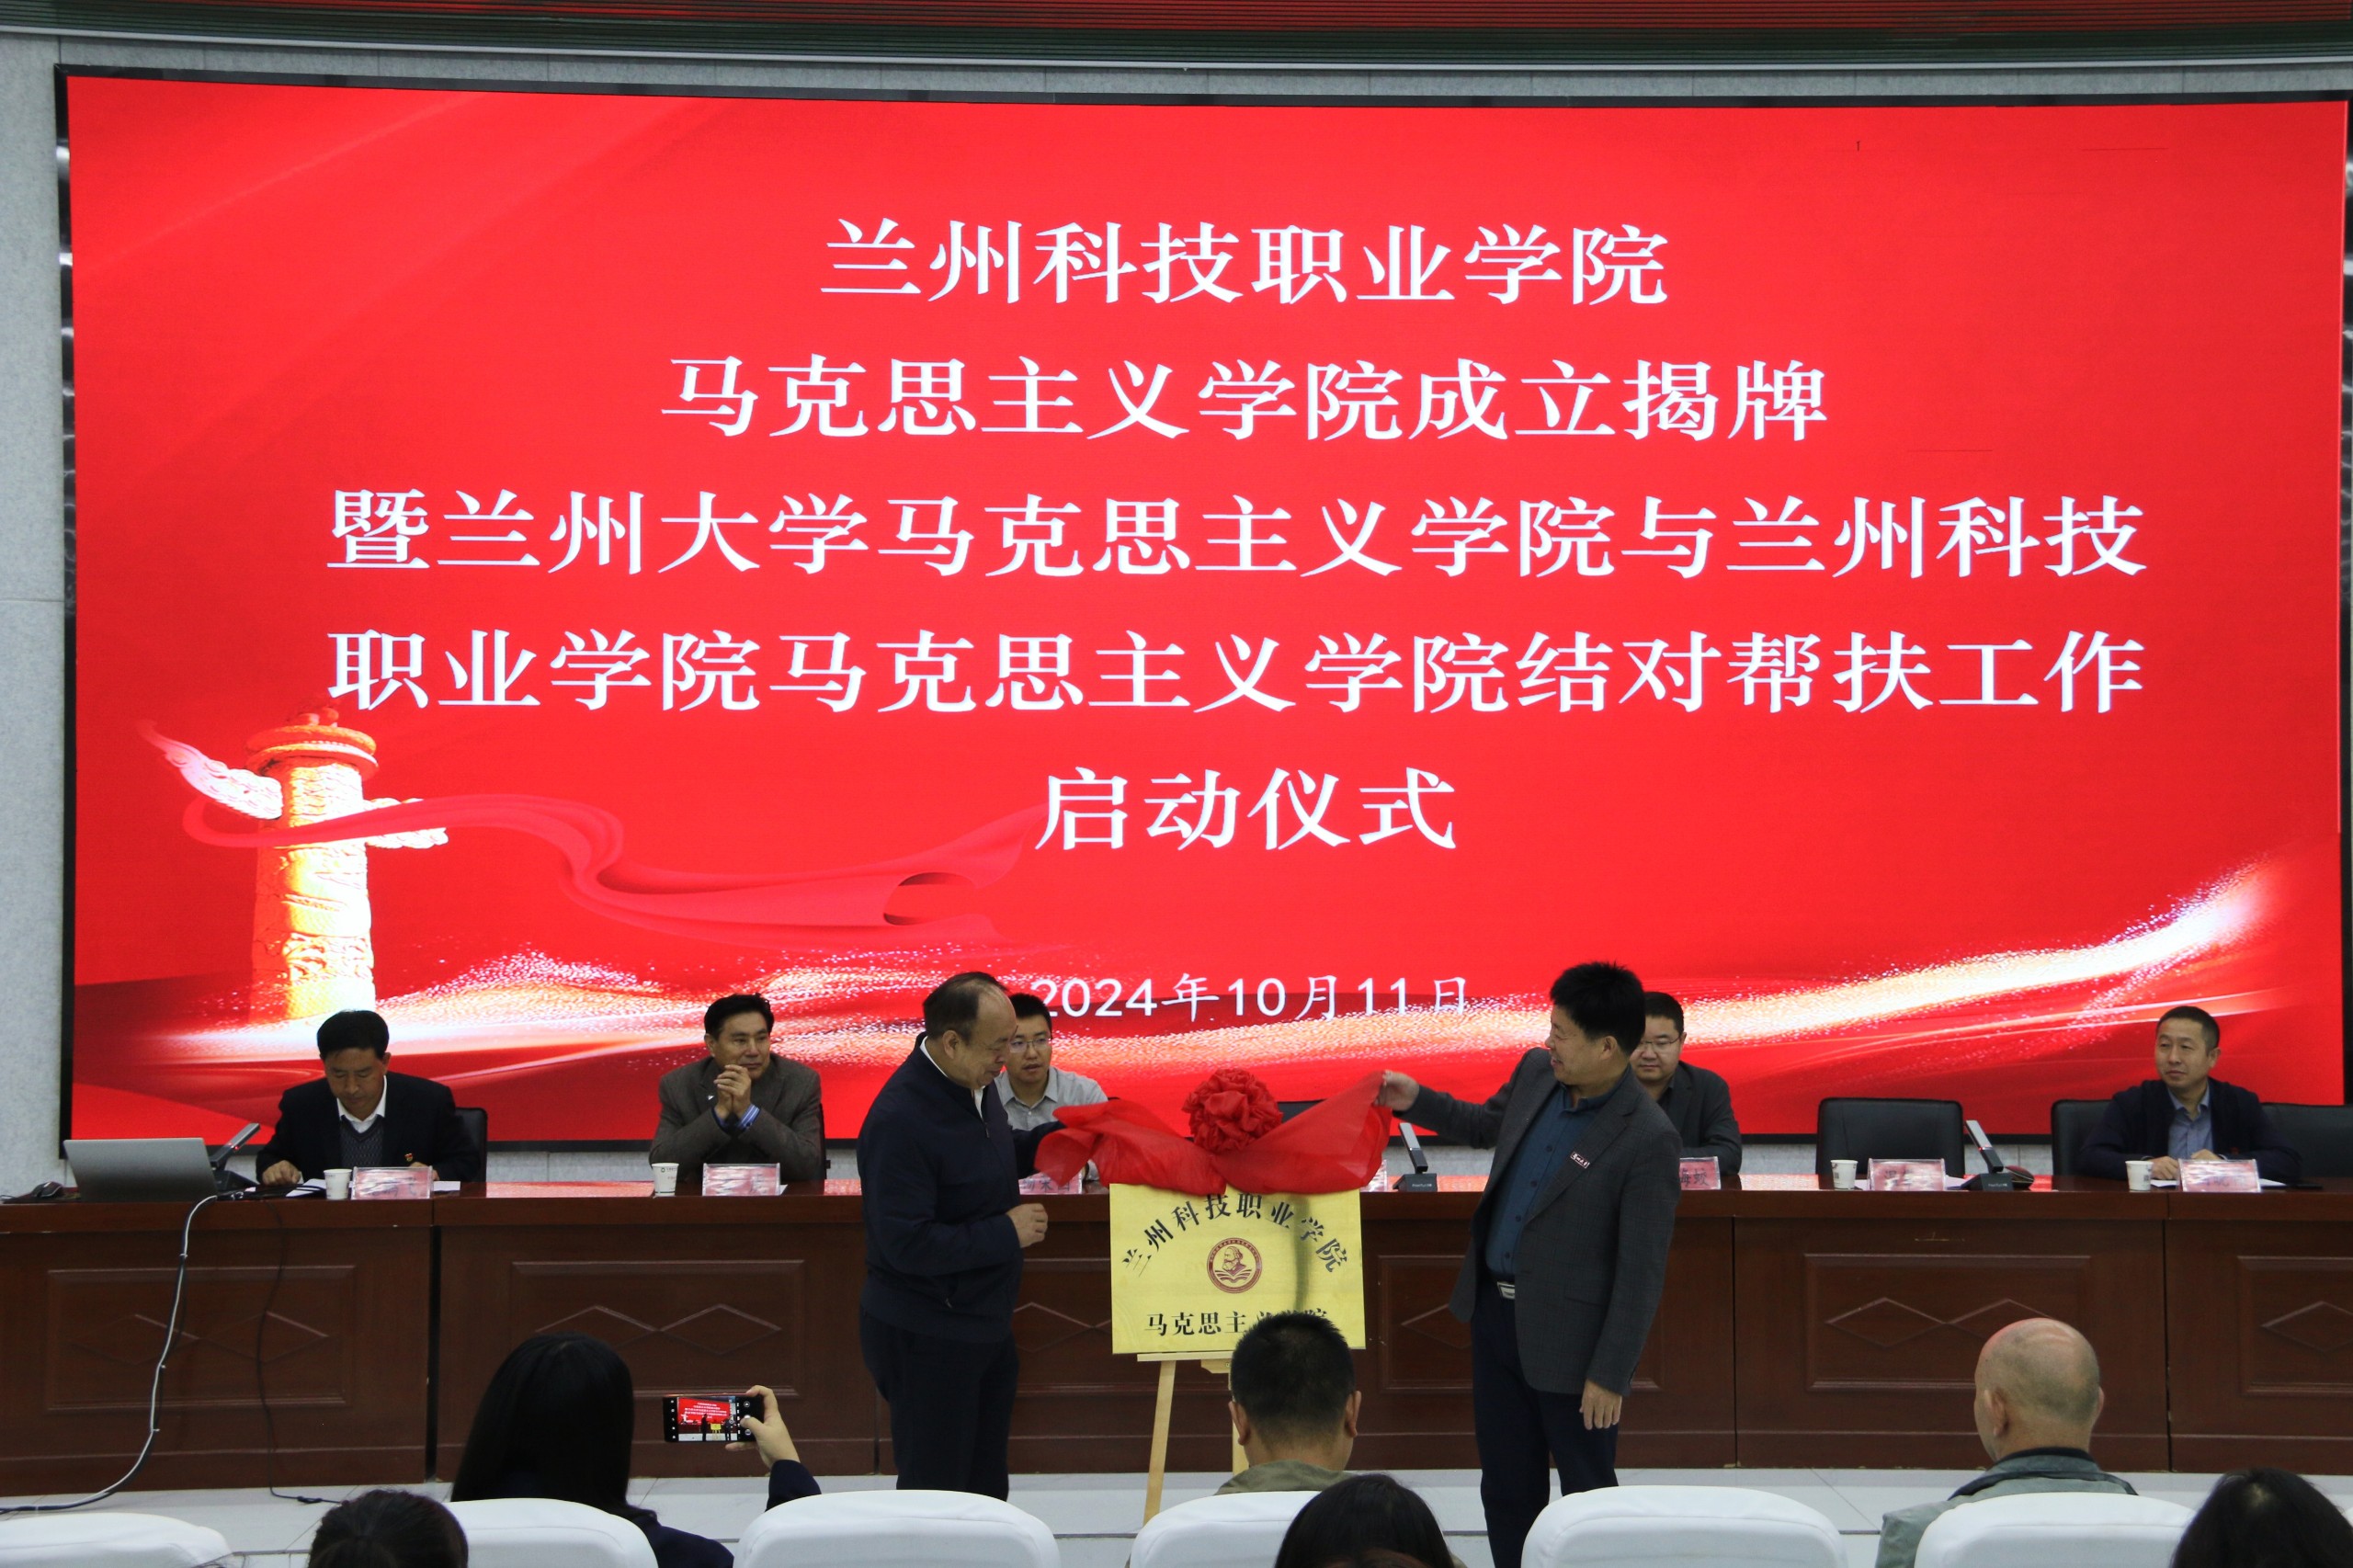 兰州科技职业学院
马克思主义学院成立揭牌
暨兰州大学马克思主义学院与兰州科技
职业学院马克思主义学院结对帮扶工作
启动仪式
2024年10月11日
兰州科技职业学院
马克思主义学院